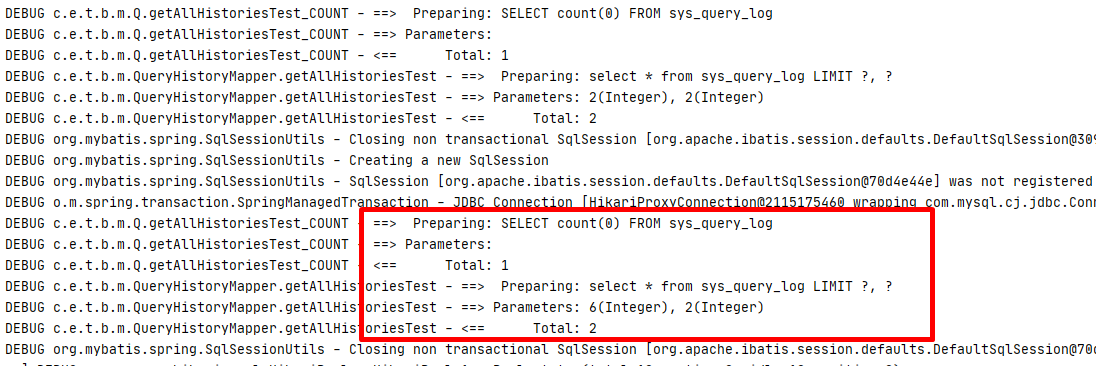 DEBUG c.e.t.b.m.Q.getAllHistoriesTest_COUNT - ==>  Preparing: SELECT count(0) FROM sys_query_log
DEBUG c.e.t.b.m.Q.getAllHistoriesTest_COUNT - ==> Parameters:
DEBUG c.e.t.b.m.Q.getAllHistoriesTest_COUNT - <==      Total: 1
DEBUG c.e.t.b.m.QueryHistoryMapper.getAllHistoriesTest - ==>  Preparing: select * from sys_query_log LIMIT ?, ?
DEBUG c.e.t.b.m.QueryHistoryMapper.getAllHistoriesTest - ==> Parameters: 2(Integer), 2(Integer)
DEBUG c.e.t.b.m.QueryHistoryMapper.getAllHistoriesTest - <==      Total: 2
DEBUG org.mybatis.spring.SqlSessionUtils - Closing non transactional SqlSession [org.apache.ibatis.session.defaults.DefaultSqlSession@309
DEBUG org.mybatis.spring.SqlSessionUtils - Creating a new SqlSession
DEBUG org.mybatis.spring.SqlSessionUtils - SqlSession [org.apache.ibatis.session.defaults.DefaultSqlSession@70d4e44e] was not registered
DEBUG o.m.spring.transaction.SpringManagedTransaction - JDBC Connection [HikariProxyConnection@2115175460 wrapping com.mysql.cj.jdbc.Conn
DEBUG c.e.t.b.m.Q.getAllHistoriesTest_COUNT - ==>  Preparing: SELECT count(0) FROM sys_query_log
DEBUG c.e.t.b.m.Q.getAllHistoriesTest_COUNT - ==> Parameters:
DEBUG c.e.t.b.m.Q.getAllHistoriesTest_COUNT - <==      Total: 1
DEBUG c.e.t.b.m.QueryHistoryMapper.getAllHistoriesTest - ==>  Preparing: select * from sys_query_log LIMIT ?, ?
DEBUG c.e.t.b.m.QueryHistoryMapper.getAllHistoriesTest - ==> Parameters: 6(Integer), 2(Integer)
DEBUG c.e.t.b.m.QueryHistoryMapper.getAllHistoriesTest - <==      Total: 2
DEBUG org.mybatis.spring.SqlSessionUtils - Closing non transactional SqlSession [org.apache.ibatis.session.defaults.DefaultSqlSession@70d